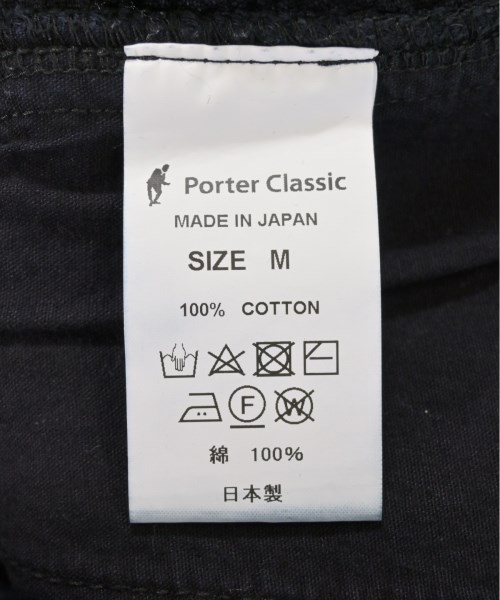 Porter Classic
MADE IN JAPAN
SIZE M
100% COTTON
F W
綿 100%
日本製